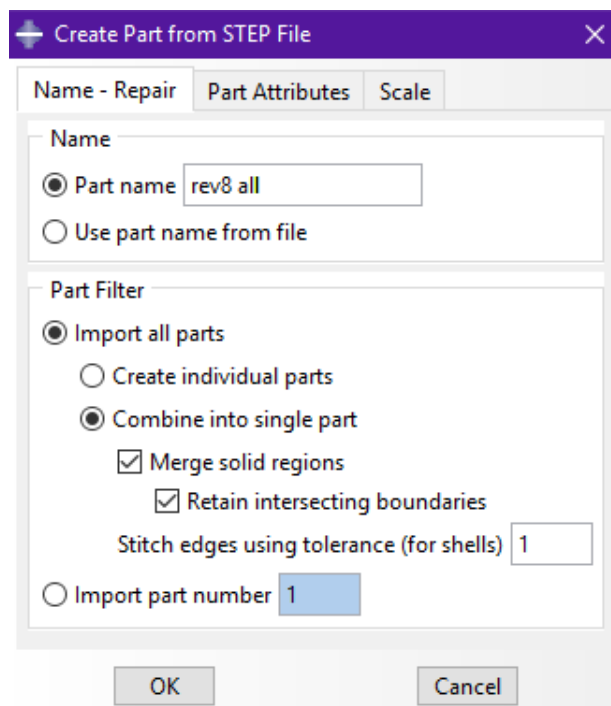 Create Part from STEP File
Name - Repair Part Attributes Scale
Name
Part name rev8 all
Use part name from file
Part Filter
Import all parts
Create individual parts
Combine into single part
Merge solid regions
Retain intersecting boundaries
Stitch edges using tolerance (for shells) 1
Import part number 1
OK Cancel